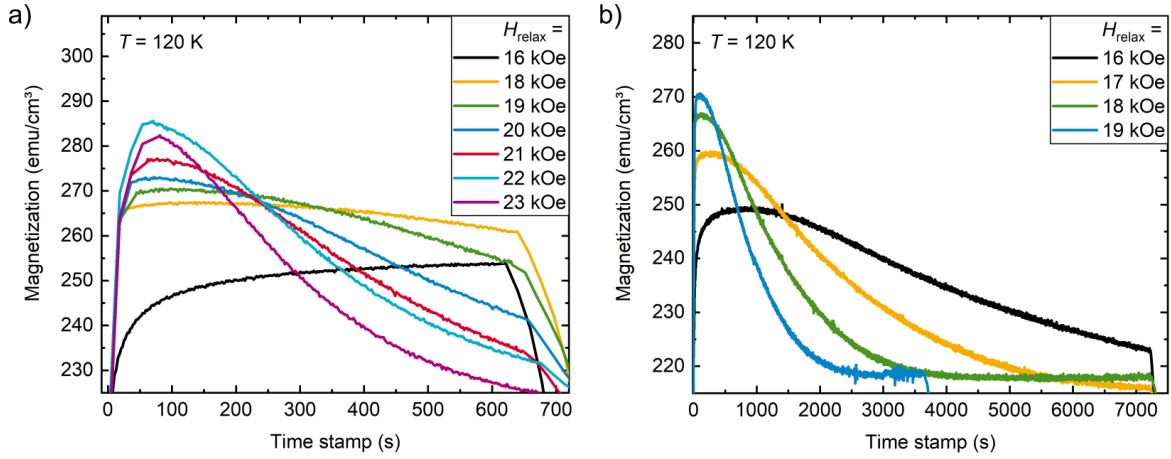 a)
T = 120 K
H_relax =
16 kOe
18 kOe
19 kOe
20 kOe
21 kOe
22 kOe
23 kOe
Magnetization (emu/cm³)
309
300
290
280
270
260
250
240
230
0 100 200 300 400 500 600 700
Time stamp (s)
b)
T = 120 K
H_relax =
16 kOe
17 kOe
18 kOe
19 kOe
Magnetization (emu/cm³)
280
270
260
250
240
230
220
0 1000 2000 3000 4000 5000 6000 7000
Time stamp (s)